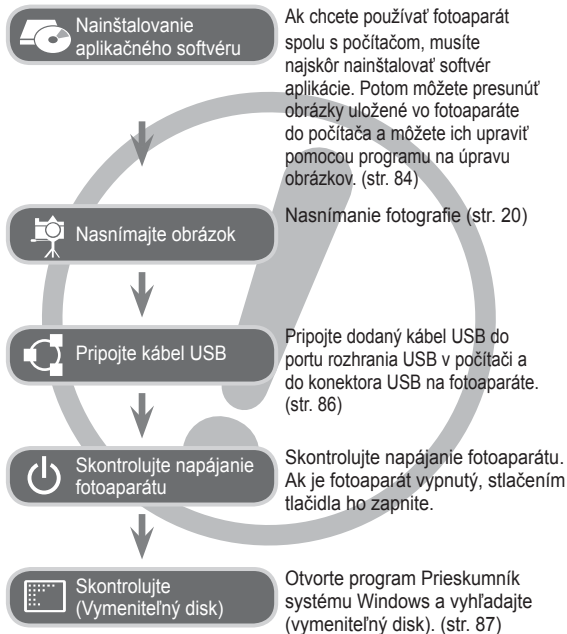 Nainštalovanie
aplikačného softvéru
Ak chcete používať fotoaparát
spolu s počítačom, musíte
najskôr nainštalovať softvér
aplikácie. Potom môžete presunúť
obrázky uložené vo fotoaparáte
do počítača a môžete ich upraviť
pomocou programu na úpravu
obrázkov. (str. 84)
Nasnímajte obrázok
Nasnímanie fotografie (str. 20)
Pripojte kábel USB
Pripojte dodaný kábel USB do
portu rozhrania USB v počítači a
do konektora USB na fotoaparáte.
(str. 86)
Skontrolujte napájanie
fotoaparátu
Skontrolujte napájanie fotoaparátu.
Ak je fotoaparát vypnutý, stlačením
tlačidla ho zapnite.
Skontrolujte
(Vymeniteľný disk)
Otvorte program Prieskumník
systému Windows a vyhľadajte
(vymeniteľný disk). (str. 87)